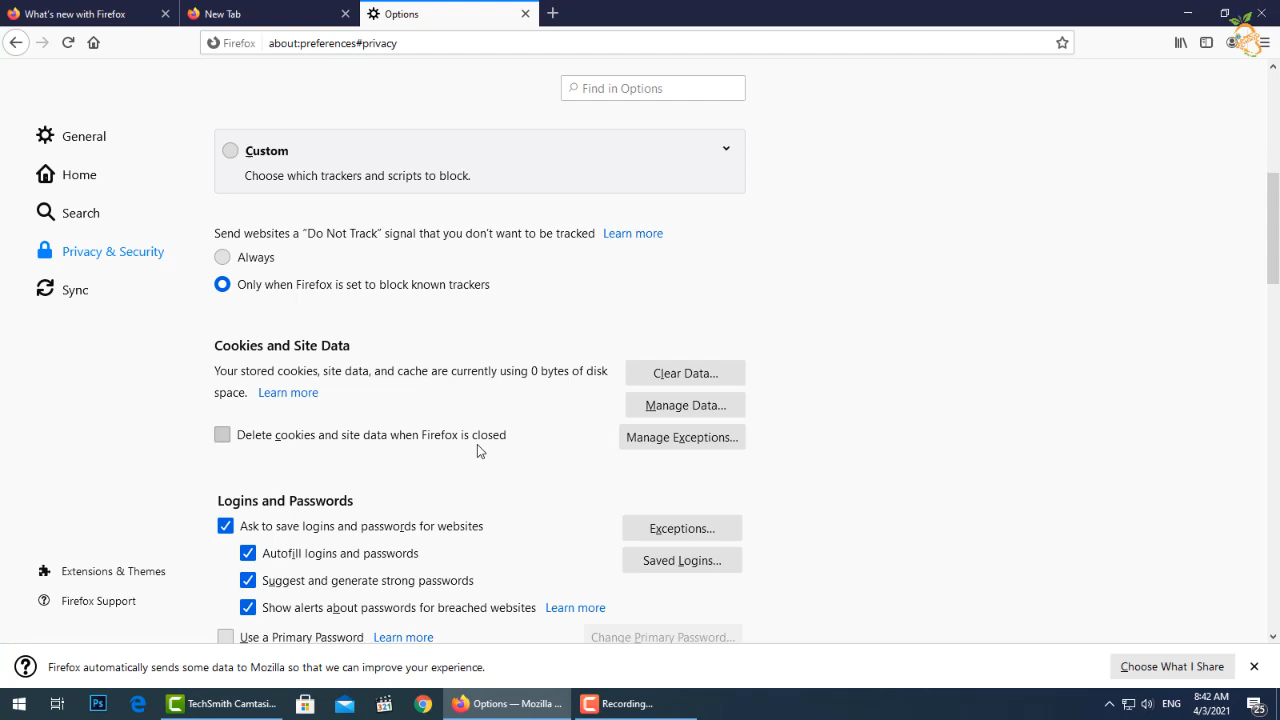 What's new with Firefox
New Tab
Options
Firefox
about:preferences#privacy
Find in Options
General
Home
Search
Privacy & Security
Sync
Extensions & Themes
Firefox Support
Custom
Choose which trackers and scripts to block.
Send websites a “Do Not Track” signal that you don't want to be tracked Learn more
Always
Only when Firefox is set to block known trackers
Cookies and Site Data
Your stored cookies, site data, and cache are currently using 0 bytes of disk
space. Learn more
Clear Data...
Manage Data...
Delete cookies and site data when Firefox is closed
Manage Exceptions...
Logins and Passwords
Ask to save logins and passwords for websites
Exceptions...
Autofill logins and passwords
Saved Logins...
Suggest and generate strong passwords
Show alerts about passwords for breached websites Learn more
Use a Primary Password Learn more
Change Primary Password...
Firefox automatically sends some data to Mozilla so that we can improve your experience.
Choose What I Share
Ps
TechSmith Camtasi...
Options — Mozilla ...
Recording...
ENG
8:42 AM
4/3/2021
25